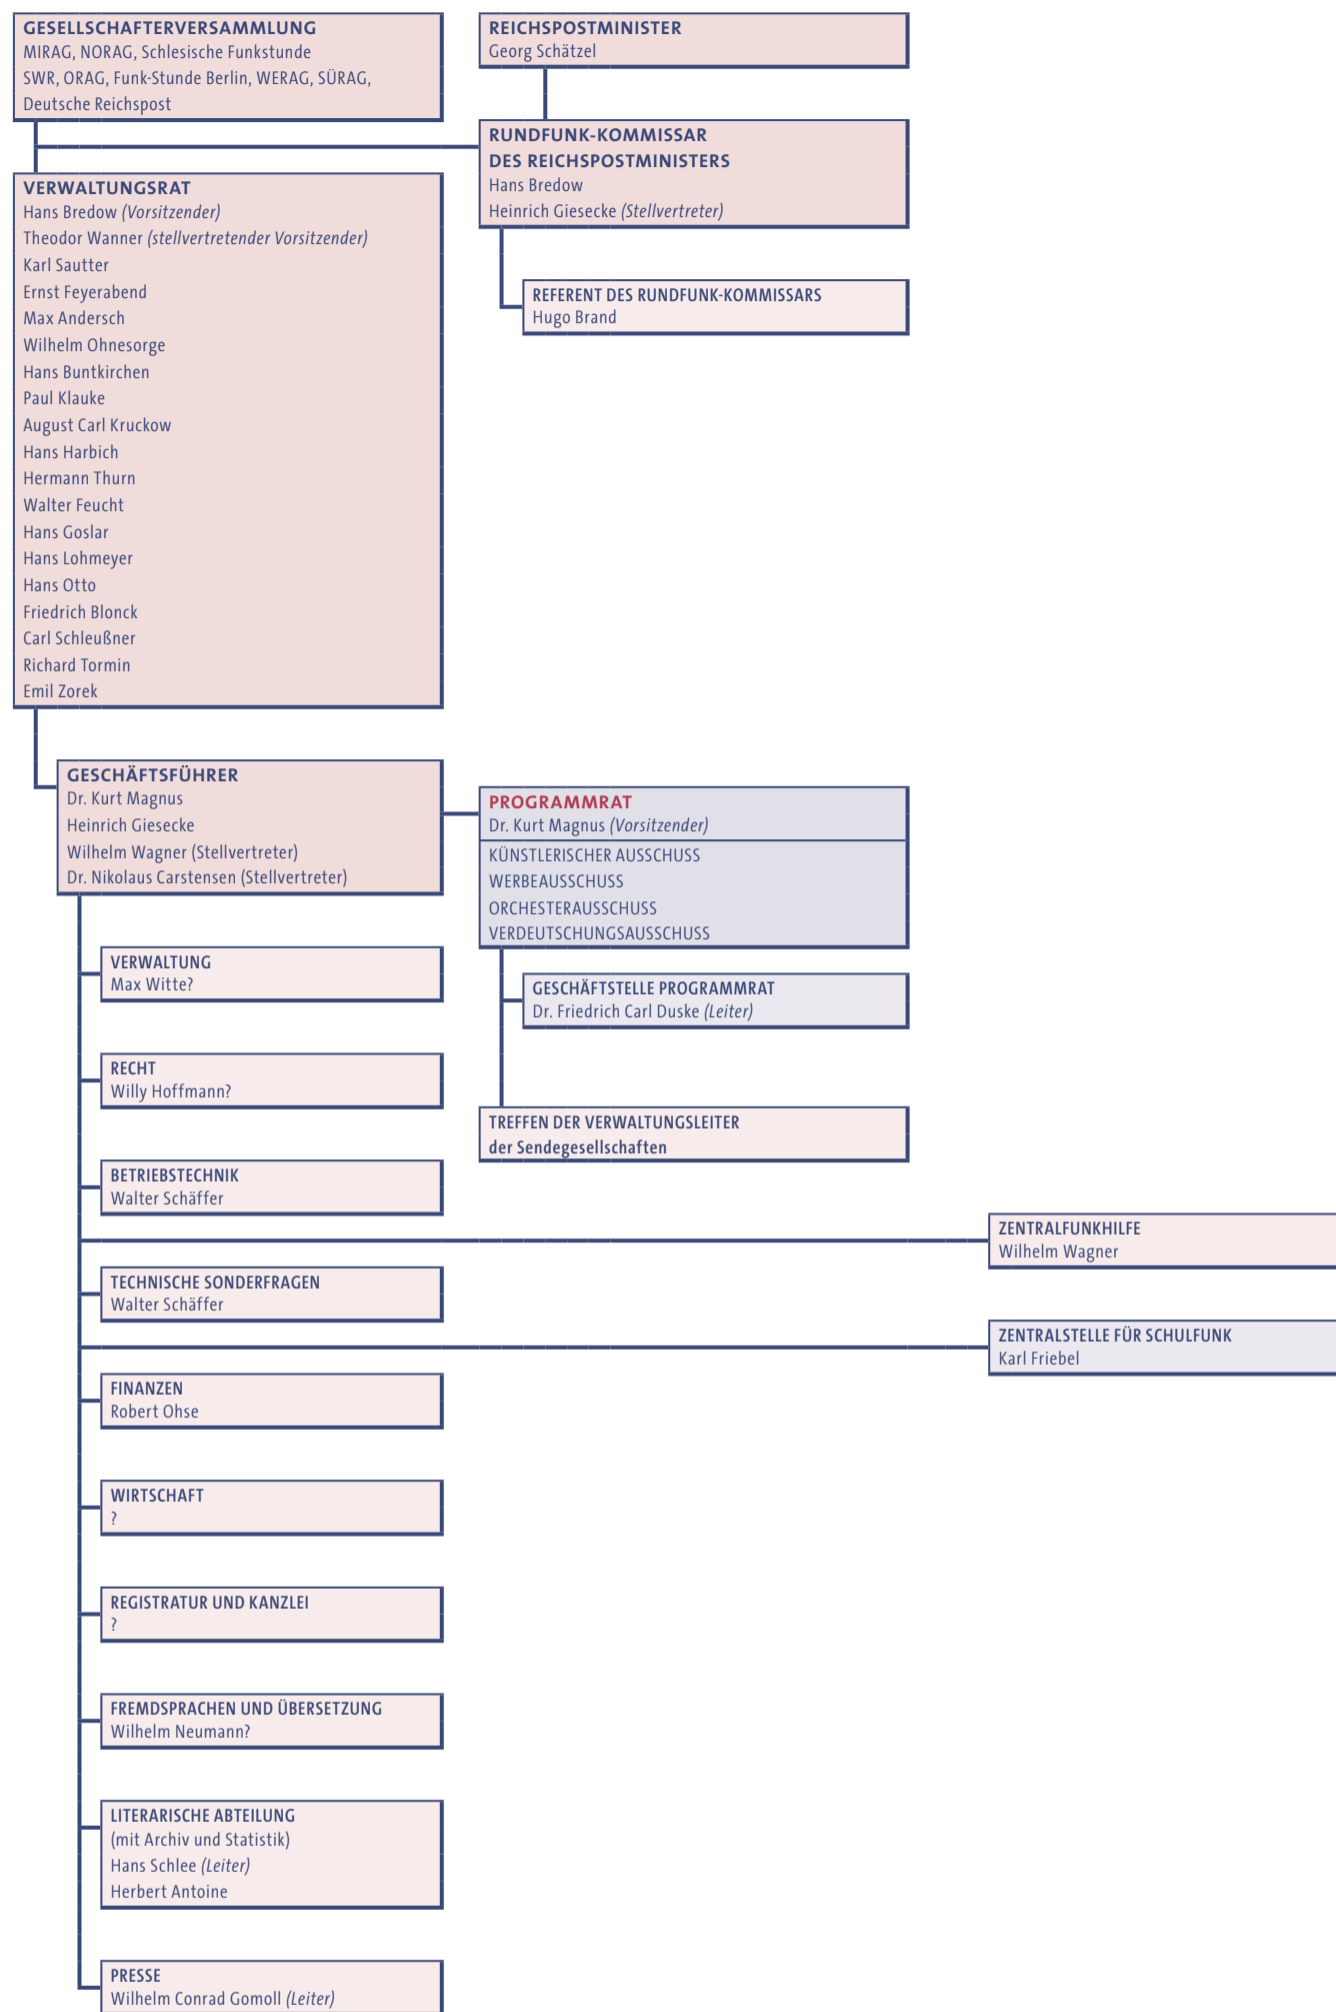 GESELLSCHAFTERVERSAMMLUNG
MIRAG, NORAG, Schlesische Funkstunde
SWR, ORAG, Funk-Stunde Berlin, WERAG, SÜRAG,
Deutsche Reichspost
REICHSPOSTMINISTER
Georg Schätzel
RUNDFUNK-KOMMISSAR
DES REICHSPOSTMINISTERS
Hans Bredow
Heinrich Giesecke (Stellvertreter)
REFERENT DES RUNDFUNK-KOMMISSARS
Hugo Brand
VERWALTUNGSRAT
Hans Bredow (Vorsitzender)
Theodor Wanner (stellvertretender Vorsitzender)
Karl Sautter
Ernst Feyerabend
Max Andersch
Wilhelm Ohnesorge
Hans Buntkirchen
Paul Klauke
August Carl Kruckow
Hans Harbich
Hermann Thurn
Walter Feucht
Hans Goslar
Hans Lohmeyer
Hans Otto
Friedrich Blonck
Carl Schleußner
Richard Tormin
Emil Zorek
GESCHÄFTSFÜHRER
Dr. Kurt Magnus
Heinrich Giesecke
Wilhelm Wagner (Stellvertreter)
Dr. Nikolaus Carstensen (Stellvertreter)
PROGRAMMRAT
Dr. Kurt Magnus (Vorsitzender)
KÜNSTLERISCHER AUSSCHUSS
WERBEAUSSCHUSS
ORCHESTERAUSSCHUSS
VERDEUTSCHUNGSAUSSCHUSS
GESCHÄFTSTELLE PROGRAMMRAT
Dr. Friedrich Carl Duske (Leiter)
TREFFEN DER VERWALTUNGSLEITER
der Sendegesellschaften
VERWALTUNG
Max Witte?
RECHT
Willy Hoffmann?
BETRIEBSTECHNIK
Walter Schäffer
ZENTRALFUNKHILFE
Wilhelm Wagner
TECHNISCHE SONDERFRAGEN
Walter Schäffer
ZENTRALSTELLE FÜR SCHULFUNK
Karl Friebel
FINANZEN
Robert Ohse
WIRTSCHAFT
?
REGISTRATUR UND KANZLEI
?
FREMDSPRACHEN UND ÜBERSETZUNG
Wilhelm Neumann?
LITERARISCHE ABTEILUNG
(mit Archiv und Statistik)
Hans Schlee (Leiter)
Herbert Antoine
PRESSE
Wilhelm Conrad Gomoll (Leiter)